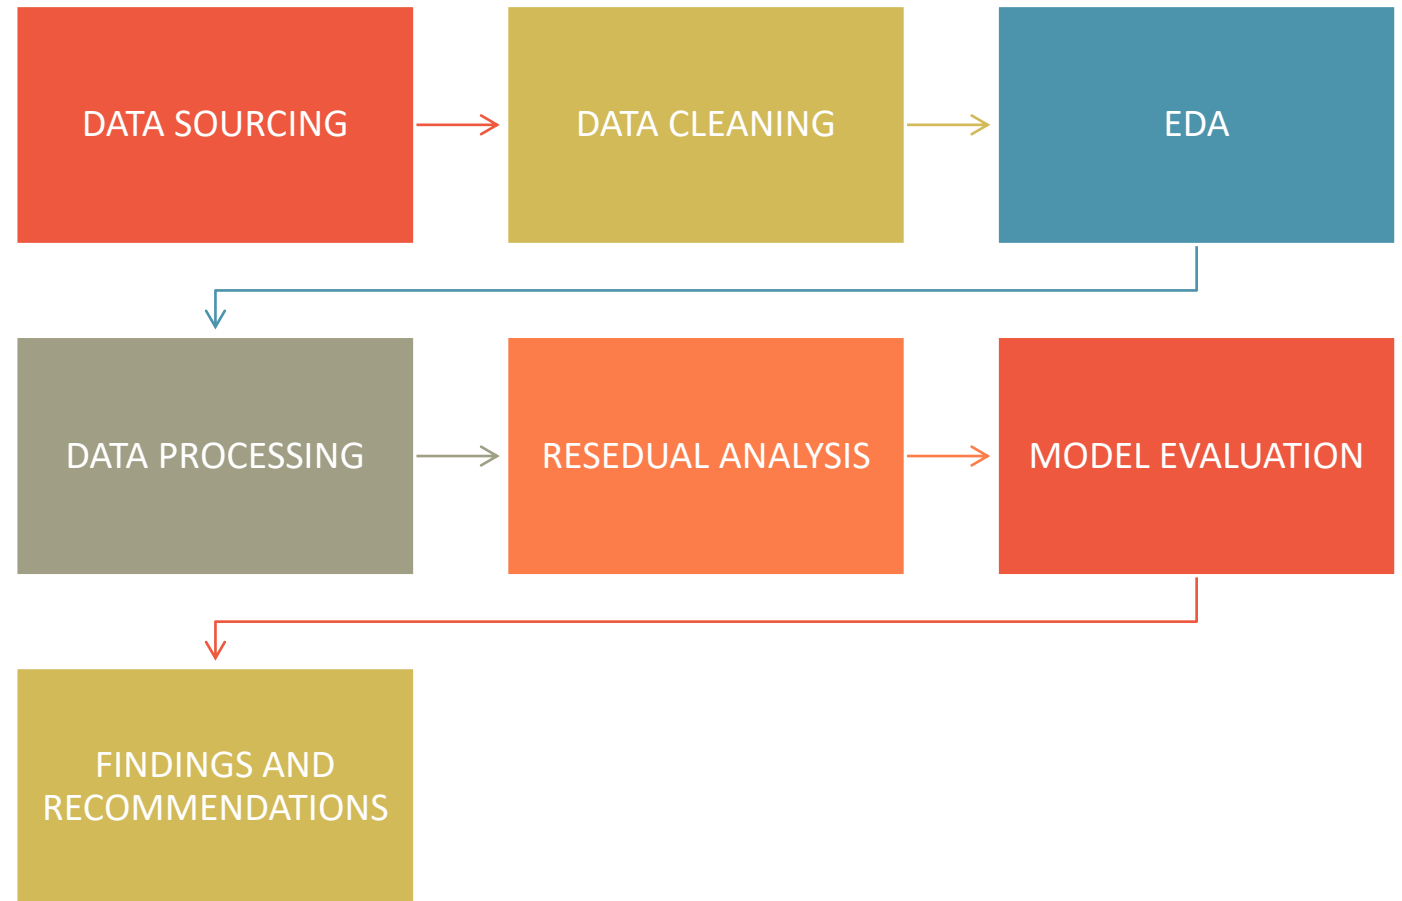 DATA SOURCING
DATA CLEANING
EDA
DATA PROCESSING
RESEDUAL ANALYSIS
MODEL EVALUATION
FINDINGS AND
RECOMMENDATIONS